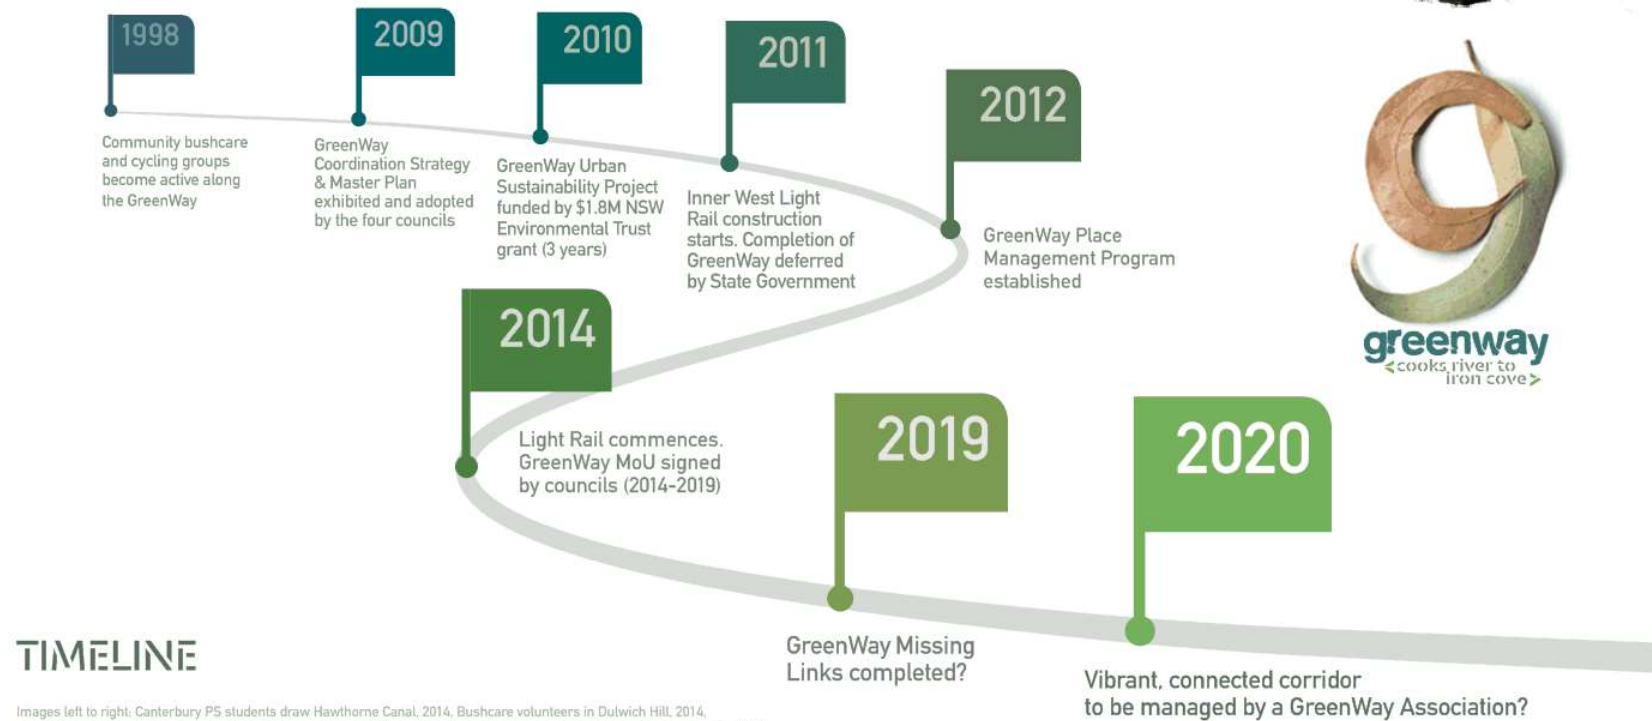 1998
Community bushcare
and cycling groups
become active along
the GreenWay
2009
GreenWay
Coordination Strategy
& Master Plan
exhibited and adopted
by the four councils
2010
GreenWay Urban
Sustainability Project
funded by $1.8M NSW
Environmental Trust
grant (3 years)
2011
Inner West Light
Rail construction
starts. Completion of
GreenWay deferred
by State Government
2012
GreenWay Place
Management Program
established
greenway
<cooks river to
iron cove>
2014
Light Rail commences.
GreenWay MoU signed
by councils (2014-2019)
2019
GreenWay Missing
Links completed?
2020
Vibrant, connected corridor
to be managed by a GreenWay Association?
TIMELINE
Images left to right: Canterbury PS students draw Hawthorne Canal, 2014, Bushcare volunteers in Dulwich Hill, 2014,